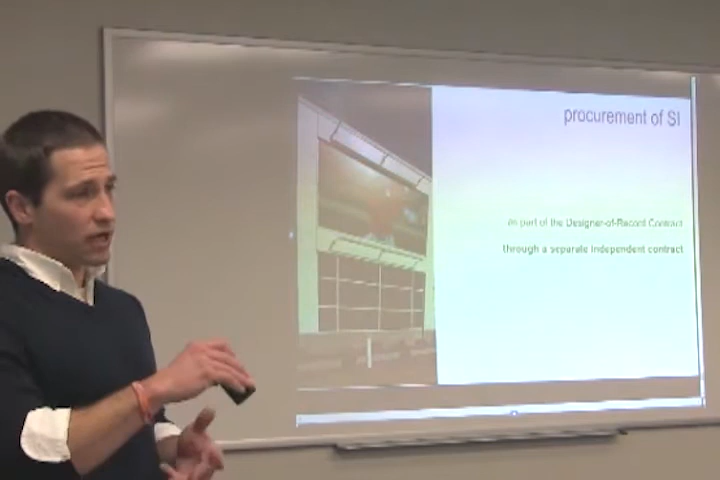 procurement of SI
as part of the Designer-of-Record Contract
through a separate independent contract